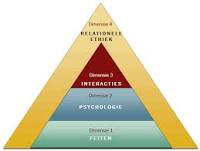 Dimensie 4
RELATIONELE
ETHIEK
Dimensie 3
INTERACTIES
Dimensie 2
PSYCHOLOGIE
Dimensie 1
FEITEN